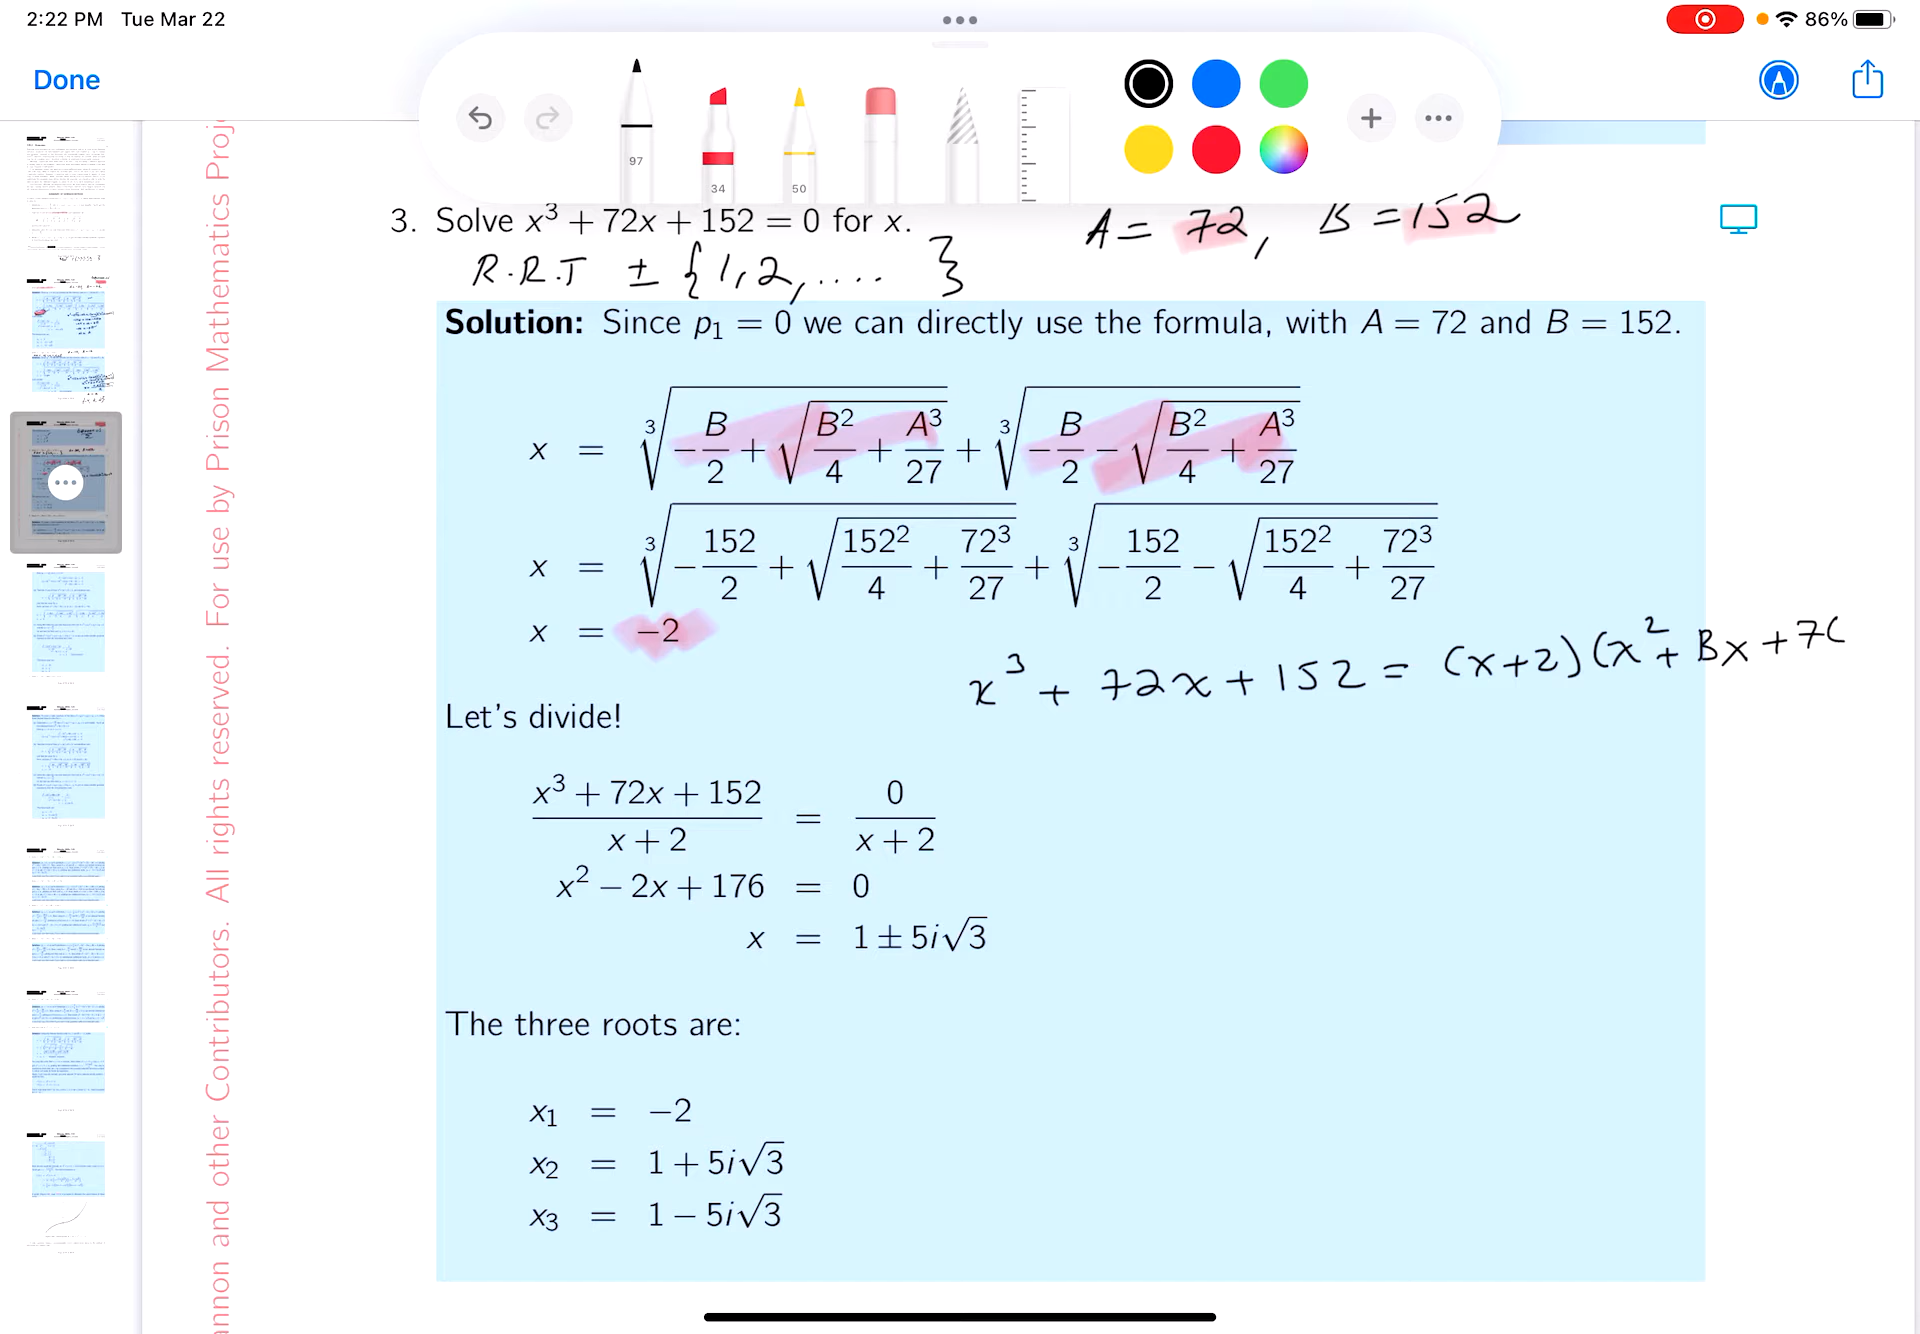 2:22 PM Tue Mar 22
86%
Done
97
34
50
annon and other Contributors. All rights reserved. For use by Prison Mathematics Proje
3. Solve x³ + 72x + 152 = 0 for x.
A = 72, B = 152
R.R.T ± {1, 2, .... }
Solution: Since p₁ = 0 we can directly use the formula, with A = 72 and B = 152.
x = ∛(−B/2 + √(B²/4 + A³/27)) + ∛(−B/2 − √(B²/4 + A³/27))
x = ∛(−152/2 + √(152²/4 + 72³/27)) + ∛(−152/2 − √(152²/4 + 72³/27))
x = −2
x³ + 72x + 152 = (x+2)(x² + Bx + 7(
Let's divide!
(x³ + 72x + 152)/(x + 2) = 0/(x + 2)
x² − 2x + 176 = 0
x = 1 ± 5i√3
The three roots are:
x₁ = −2
x₂ = 1 + 5i√3
x₃ = 1 − 5i√3